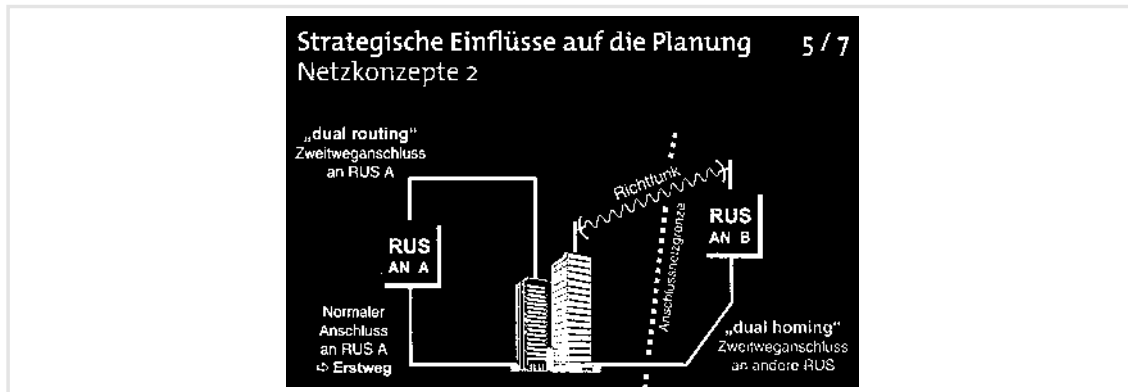 Strategische Einflüsse auf die Planung 5 / 7
Netzkonzepte 2
„dual routing“
Zweitweganschluss
an RUS A
Richtfunk
RUS
AN A
RUS
AN B
Anschlussnetzgrenze
Normaler
Anschluss
an RUS A
➪ Erstweg
„dual homing“
Zweitweganschluss
an andere RUS